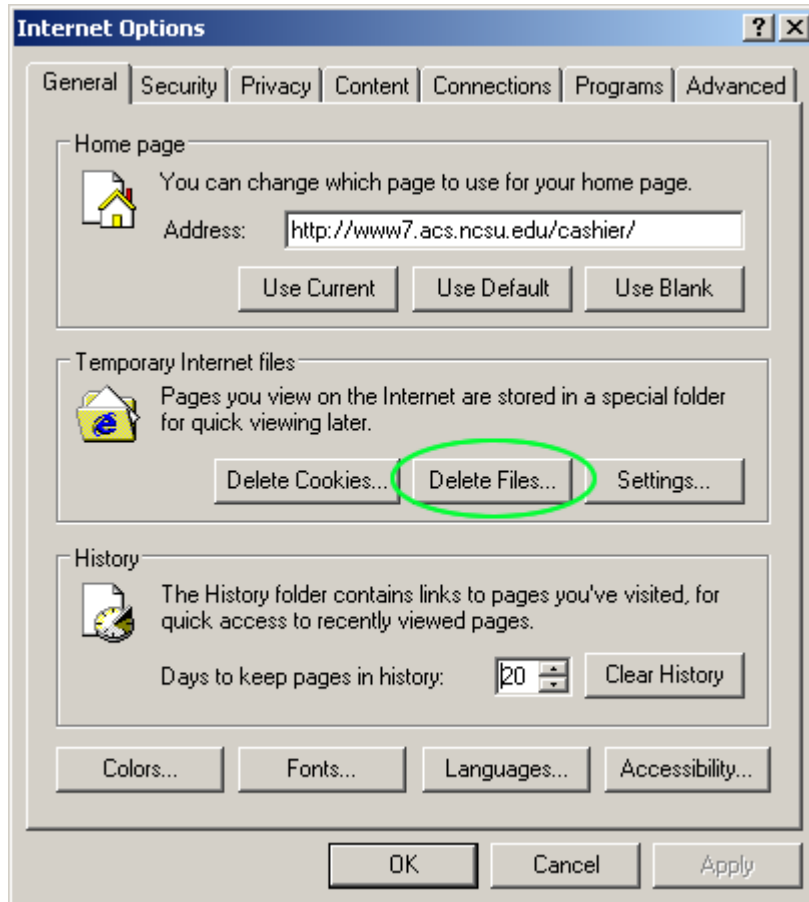 Internet Options
General Security Privacy Content Connections Programs Advanced
Home page
You can change which page to use for your home page.
Address: http://www7.acs.ncsu.edu/cashier/
Use Current Use Default Use Blank
Temporary Internet files
Pages you view on the Internet are stored in a special folder
for quick viewing later.
Delete Cookies... Delete Files... Settings...
History
The History folder contains links to pages you've visited, for
quick access to recently viewed pages.
Days to keep pages in history: 20 Clear History
Colors... Fonts... Languages... Accessibility...
OK Cancel Apply